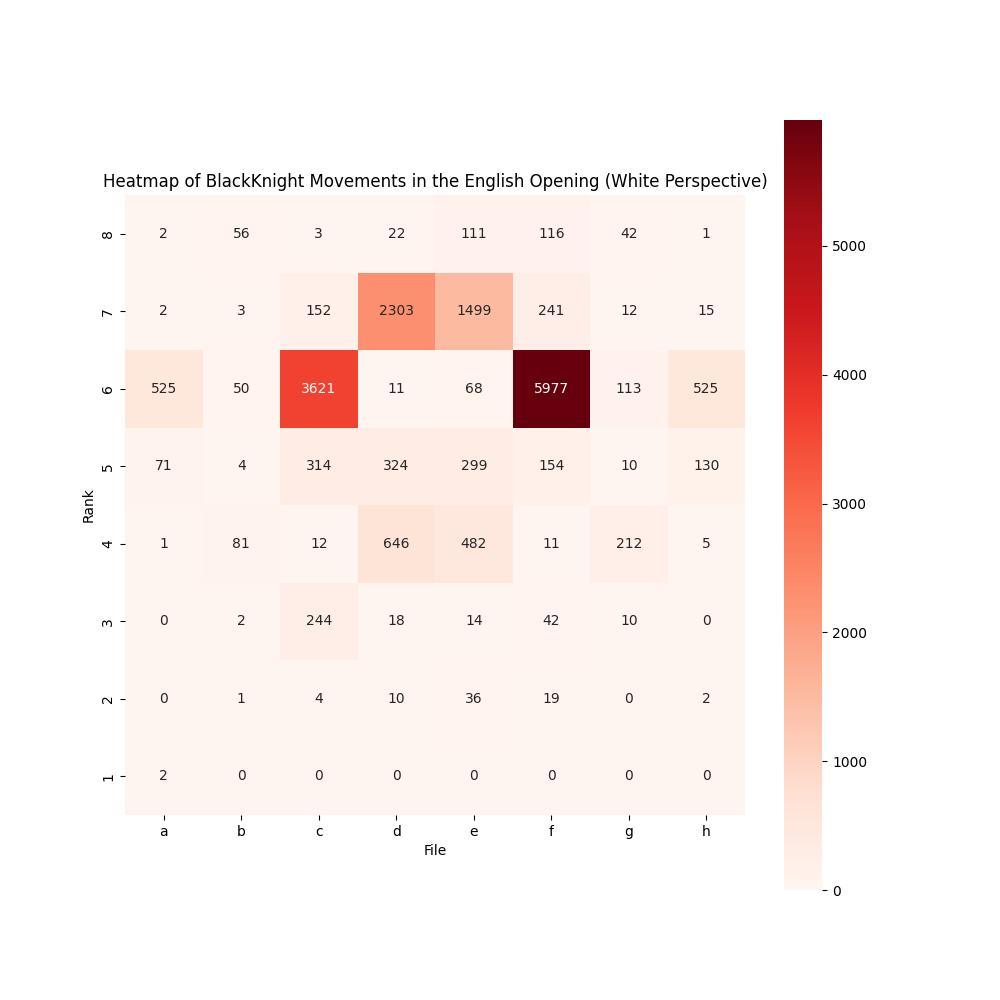 Heatmap of BlackKnight Movements in the English Opening (White Perspective)
8 2 56 3 22 111 116 42 1
7 2 3 152 2303 1499 241 12 15
6 525 50 3621 11 68 5977 113 525
5 71 4 314 324 299 154 10 130
Rank
4 1 81 12 646 482 11 212 5
3 0 2 244 18 14 42 10 0
2 0 1 4 10 36 19 0 2
1 2 0 0 0 0 0 0 0
a b c d e f g h
File
5000
4000
3000
2000
1000
0